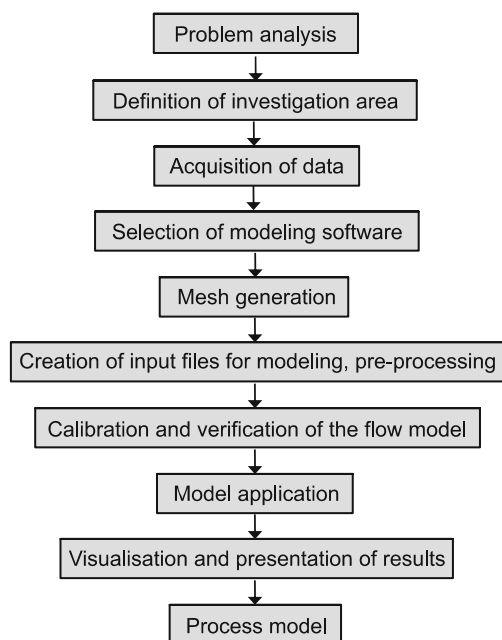 Problem analysis
Definition of investigation area
Acquisition of data
Selection of modeling software
Mesh generation
Creation of input files for modeling, pre-processing
Calibration and verification of the flow model
Model application
Visualisation and presentation of results
Process model